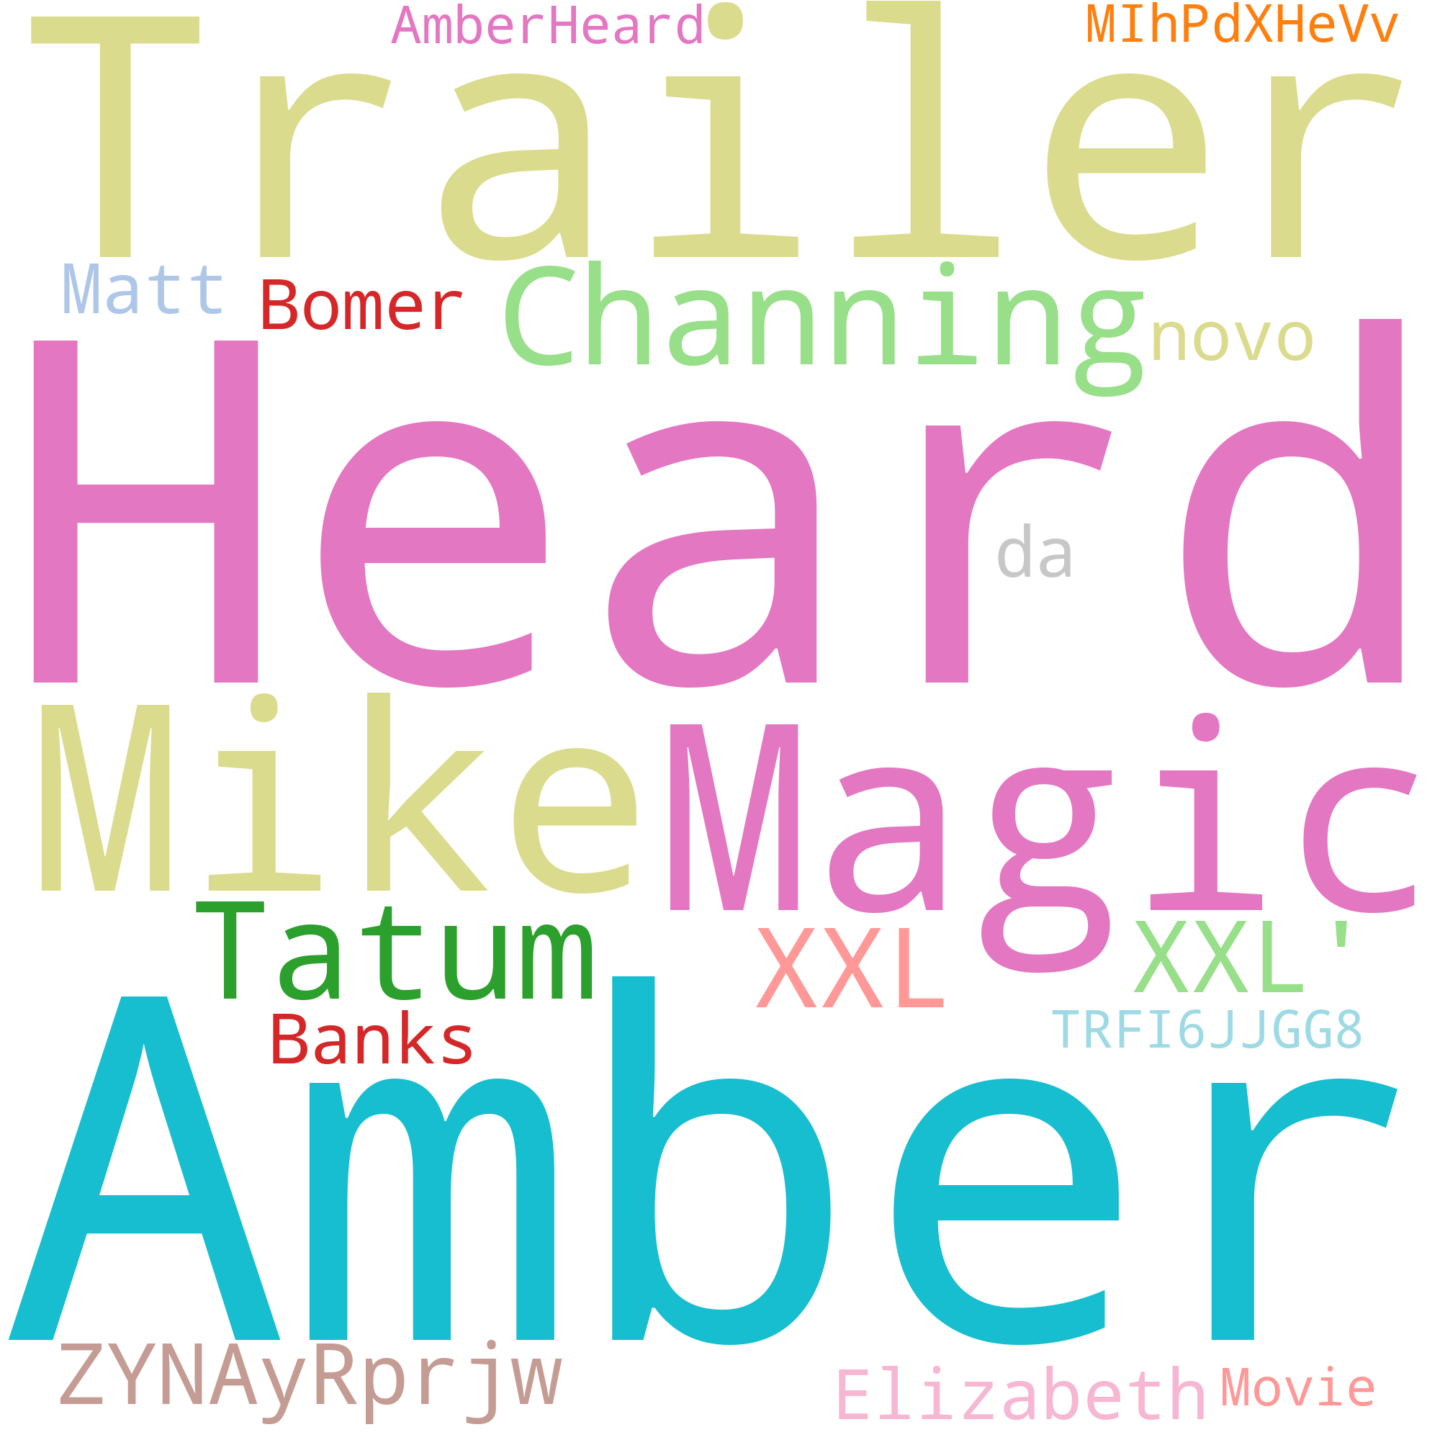 AmberHeard MIhPdXHeVv
Trailer
Matt Bomer Channing novo
Heard
da
Mike Magic
Tatum XXL XXL'
Banks TRFI6JJGG8
Amber
ZYNAyRprjw Elizabeth Movie